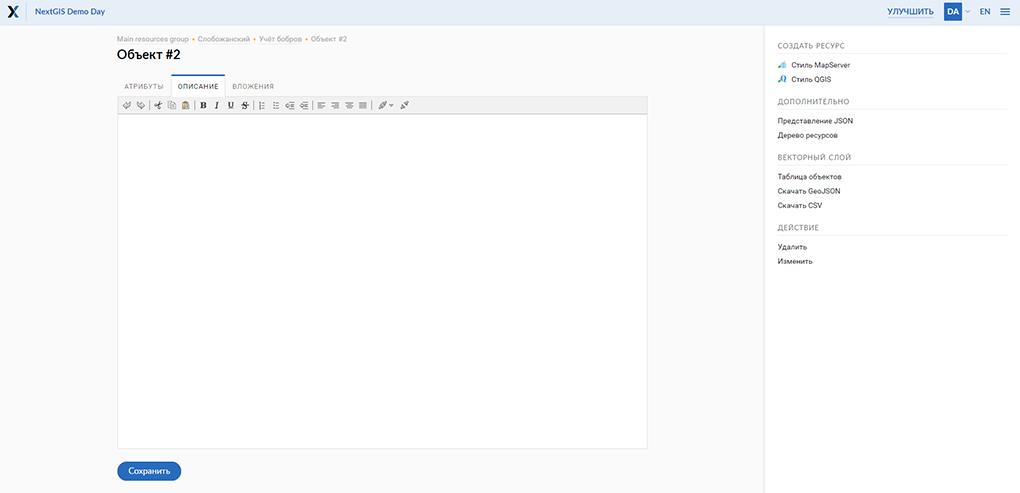 X NextGIS Demo Day УЛУЧШИТЬ DA EN
Main resources group • Слобожанский • Учёт бобров • Объект #2
Объект #2
АТРИБУТЫ ОПИСАНИЕ ВЛОЖЕНИЯ
B I U S
Сохранить
СОЗДАТЬ РЕСУРС
Стиль MapServer
Стиль QGIS
ДОПОЛНИТЕЛЬНО
Представление JSON
Дерево ресурсов
ВЕКТОРНЫЙ СЛОЙ
Таблица объектов
Скачать GeoJSON
Скачать CSV
ДЕЙСТВИЕ
Удалить
Изменить